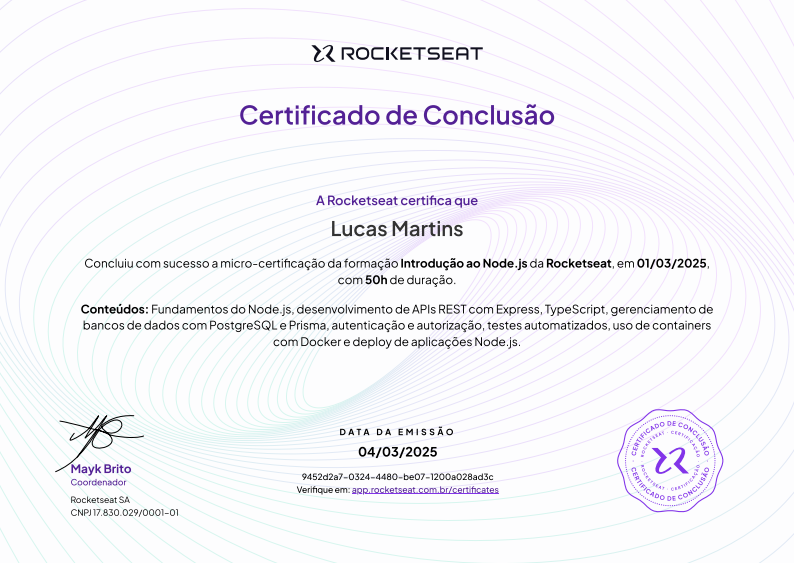 ROCKETSEAT
Certificado de Conclusão
A Rocketseat certifica que
Lucas Martins
Concluiu com sucesso a micro-certificação da formação Introdução ao Node.js da Rocketseat, em 01/03/2025,
com 50h de duração.
Conteúdos: Fundamentos do Node.js, desenvolvimento de APIs REST com Express, TypeScript, gerenciamento de
bancos de dados com PostgreSQL e Prisma, autenticação e autorização, testes automatizados, uso de containers
com Docker e deploy de aplicações Node.js.
Mayk Brito
Coordenador
Rocketseat SA
CNPJ 17.830.029/0001-01
DATA DA EMISSÃO
04/03/2025
9452d2a7-0324-4480-be07-1200a028ad3c
Verifique em: app.rocketseat.com.br/certificates
CERTIFICADO DE CONCLUSÃO
ROCKETSEAT · CERTIFICAÇÃO
ROCKETSEAT · CERTIFICAÇÃO
CERTIFICADO DE CONCLUSÃO